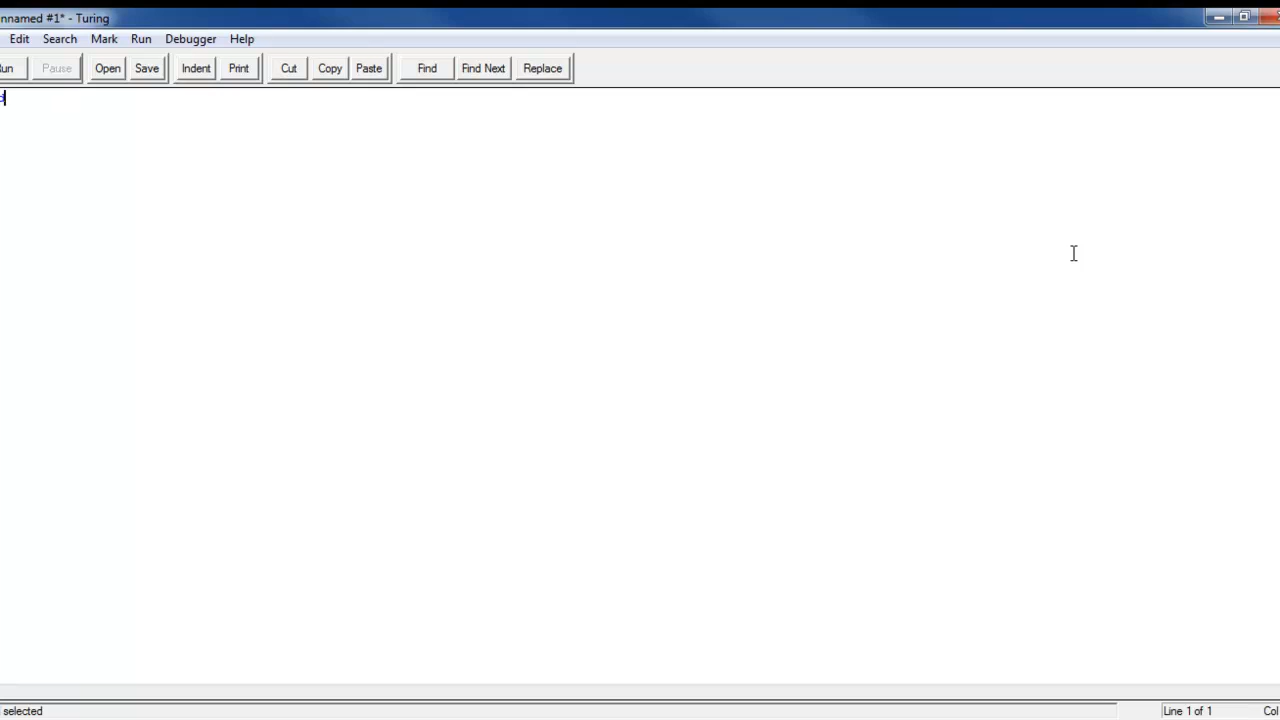 nnamed #1* - Turing
Edit Search Mark Run Debugger Help
un Pause Open Save Indent Print Cut Copy Paste Find Find Next Replace
selected Line 1 of 1 Col